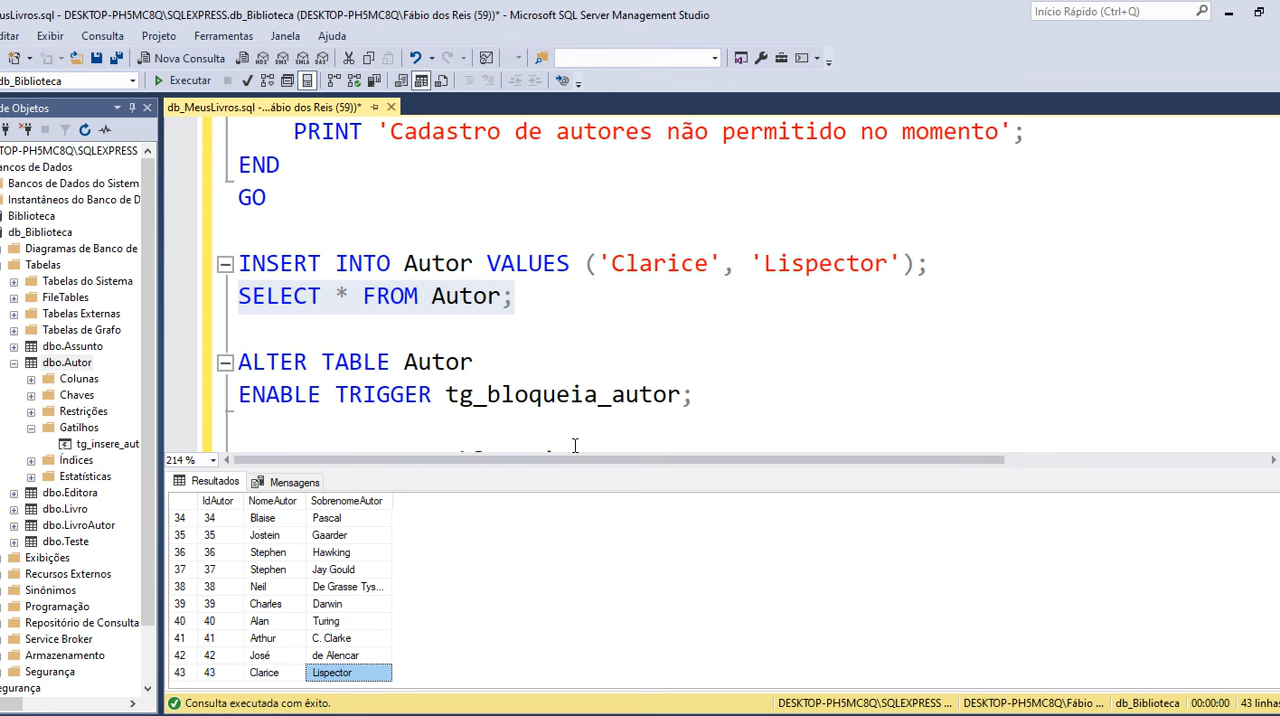 eusLivros.sql - DESKTOP-PH5MC8Q\SQLEXPRESS.db_Biblioteca (DESKTOP-PH5MC8Q\Fábio dos Reis (59))* - Microsoft SQL Server Management Studio
Início Rápido (Ctrl+Q)
ditar Exibir Consulta Projeto Ferramentas Janela Ajuda
Nova Consulta
db_Biblioteca Executar
de Objetos
db_MeusLivros.sql -...ábio dos Reis (59))*
TOP-PH5MC8Q\SQLEXPRESS
ancos de Dados
Bancos de Dados do Sistem
Instantâneos do Banco de D
Biblioteca
db_Biblioteca
Diagramas de Banco de
Tabelas
Tabelas do Sistema
FileTables
Tabelas Externas
Tabelas de Grafo
dbo.Assunto
dbo.Autor
Colunas
Chaves
Restrições
Gatilhos
tg_insere_aut
Índices
Estatísticas
dbo.Editora
dbo.Livro
dbo.LivroAutor
dbo.Teste
Exibições
Recursos Externos
Sinônimos
Programação
Repositório de Consulta
Service Broker
Armazenamento
Segurança
egurança
PRINT 'Cadastro de autores não permitido no momento';
END
GO
INSERT INTO Autor VALUES ('Clarice', 'Lispector');
SELECT * FROM Autor;
ALTER TABLE Autor
ENABLE TRIGGER tg_bloqueia_autor;
214 %
Resultados Mensagens
IdAutor NomeAutor SobrenomeAutor
34 34 Blaise Pascal
35 35 Jostein Gaarder
36 36 Stephen Hawking
37 37 Stephen Jay Gould
38 38 Neil De Grasse Tys...
39 39 Charles Darwin
40 40 Alan Turing
41 41 Arthur C. Clarke
42 42 José de Alencar
43 43 Clarice Lispector
Consulta executada com êxito.
DESKTOP-PH5MC8Q\SQLEXPRESS ... DESKTOP-PH5MC8Q\Fábio ... db_Biblioteca 00:00:00 43 linha